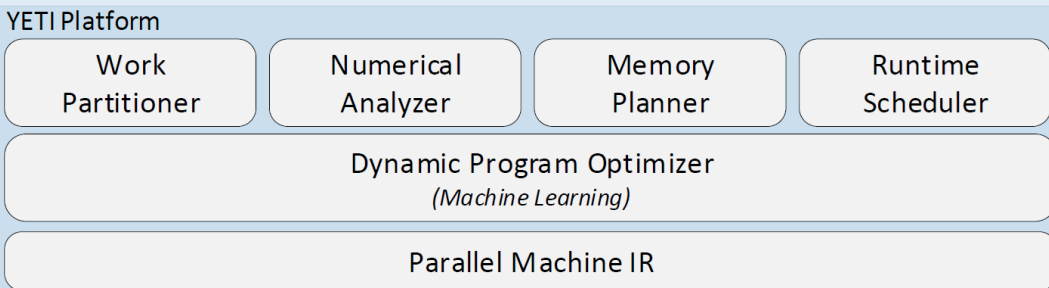 YETI Platform
Work
Partitioner
Numerical
Analyzer
Memory
Planner
Runtime
Scheduler
Dynamic Program Optimizer
(Machine Learning)
Parallel Machine IR